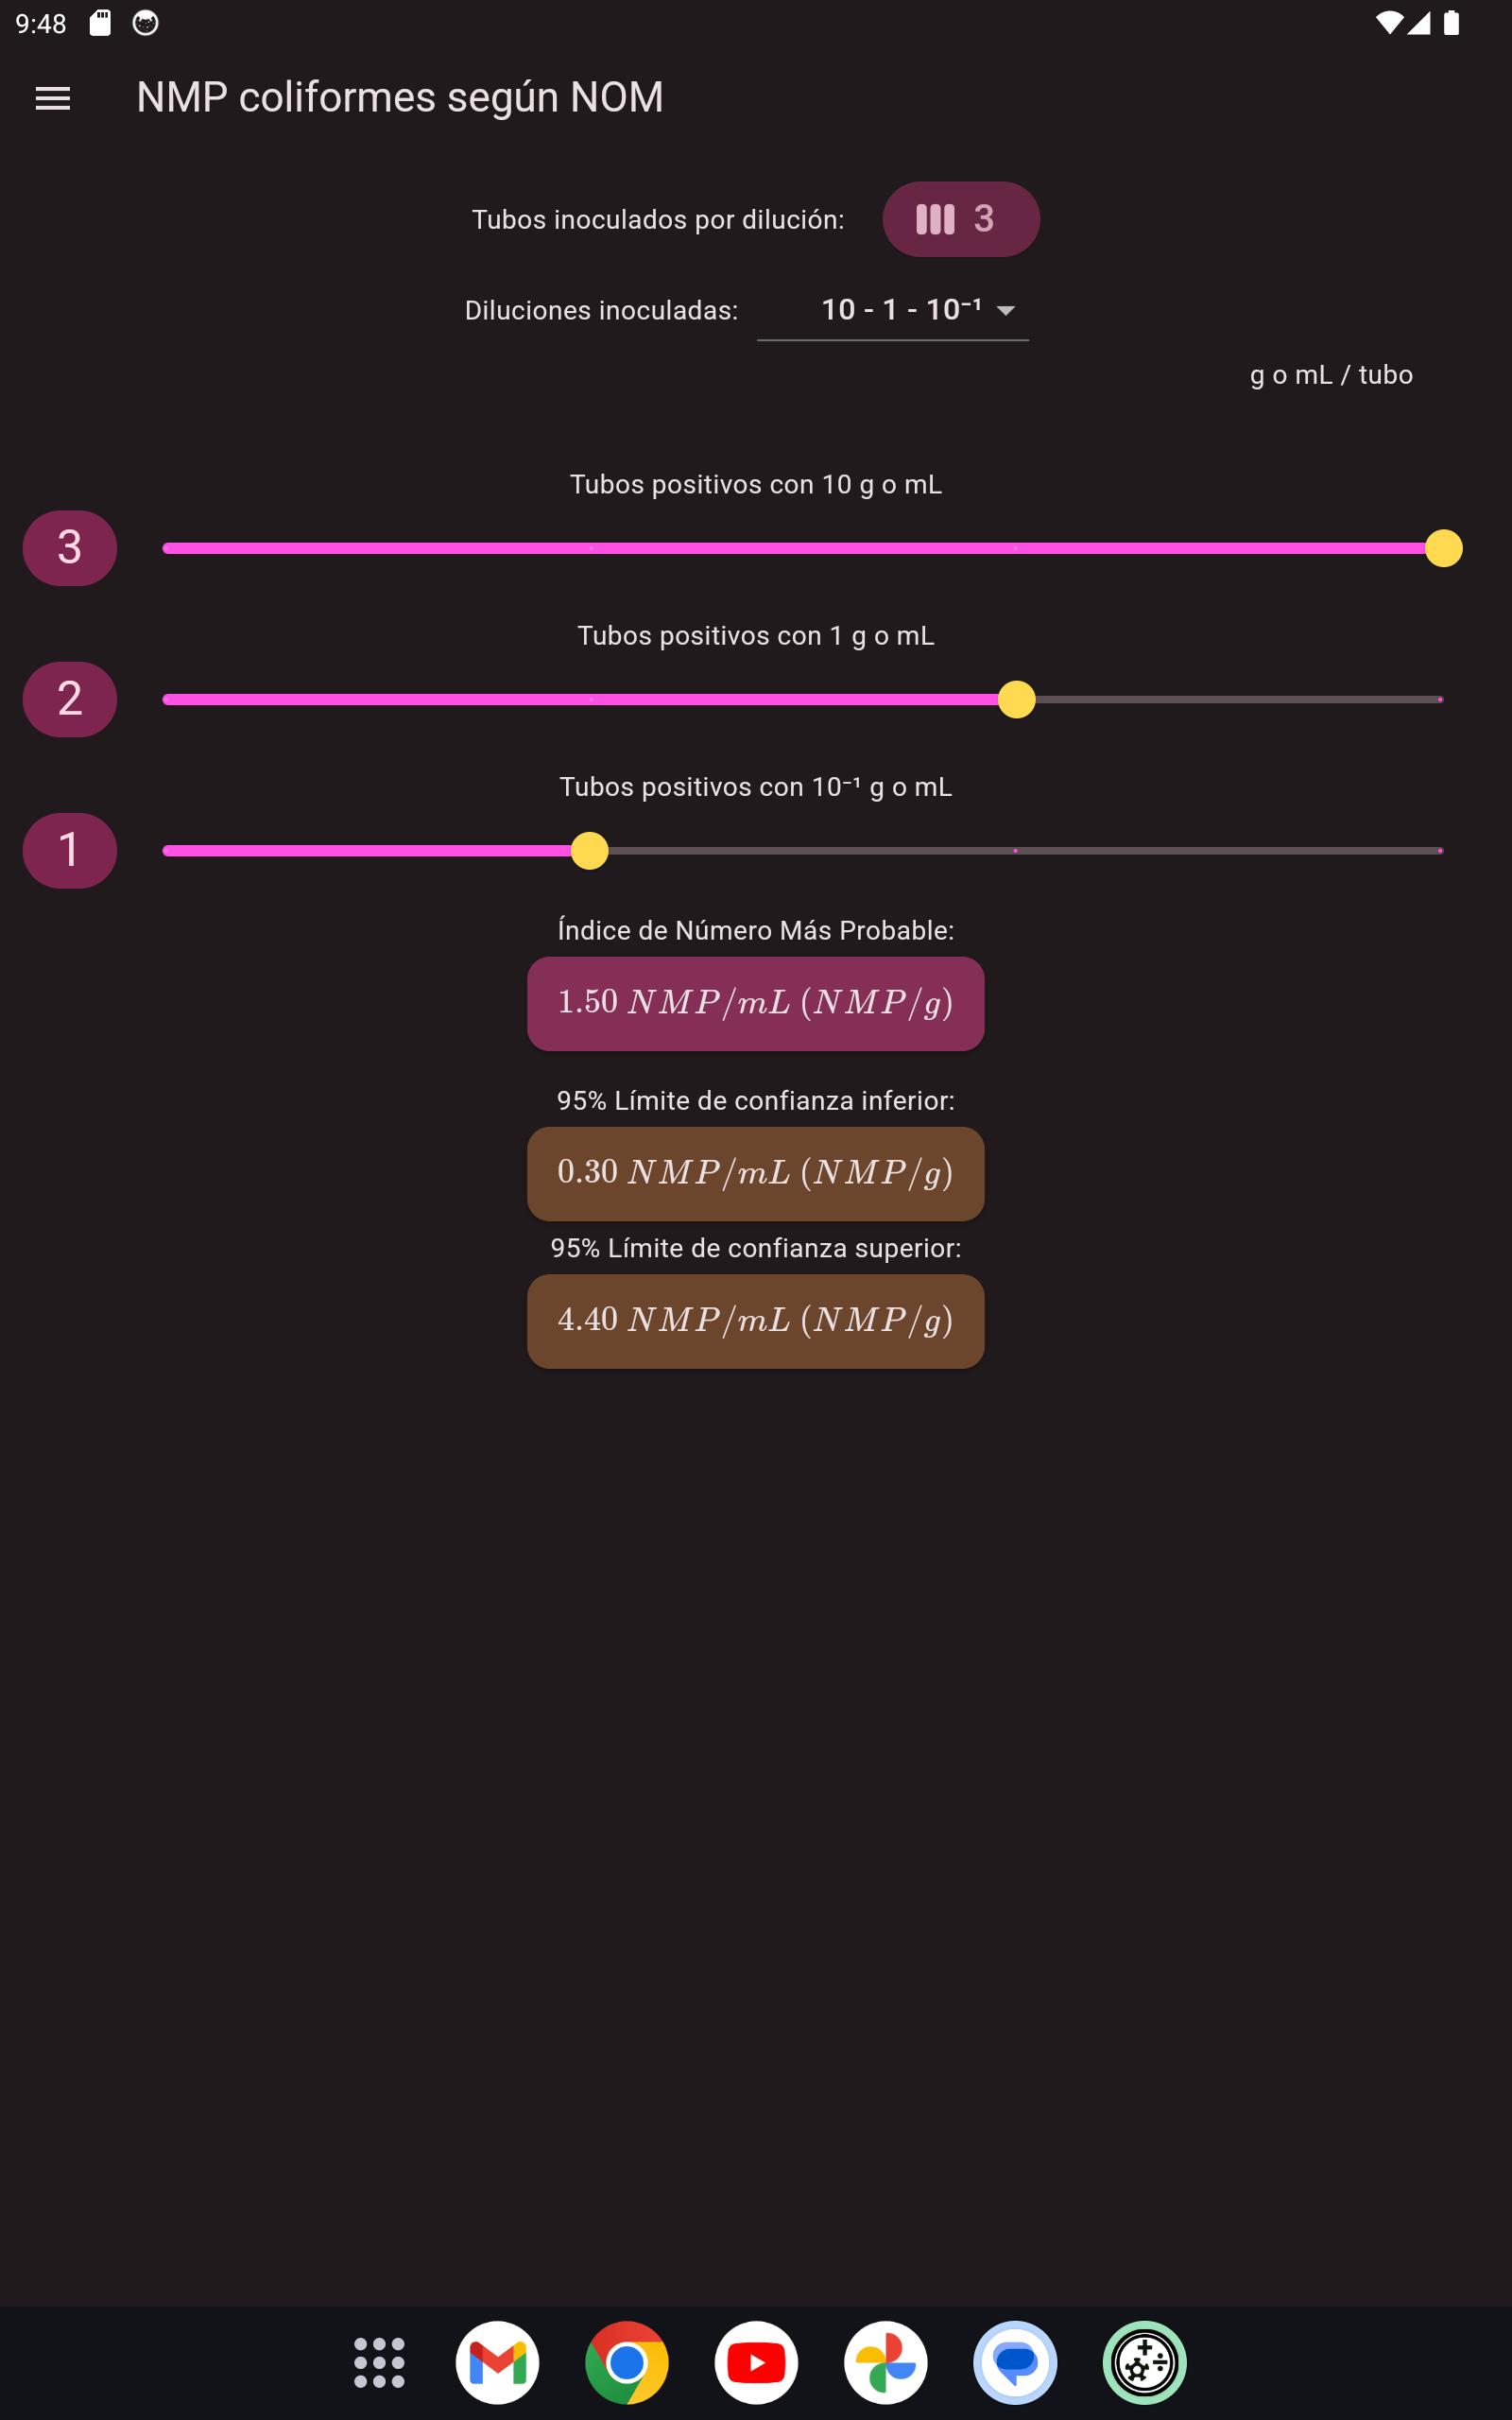 9:48
NMP coliformes según NOM
Tubos inoculados por dilución: 3
Diluciones inoculadas: 10 - 1 - 10⁻¹
g o mL / tubo
Tubos positivos con 10 g o mL
3
Tubos positivos con 1 g o mL
2
Tubos positivos con 10⁻¹ g o mL
1
Índice de Número Más Probable:
1.50 NMP/mL (NMP/g)
95% Límite de confianza inferior:
0.30 NMP/mL (NMP/g)
95% Límite de confianza superior:
4.40 NMP/mL (NMP/g)